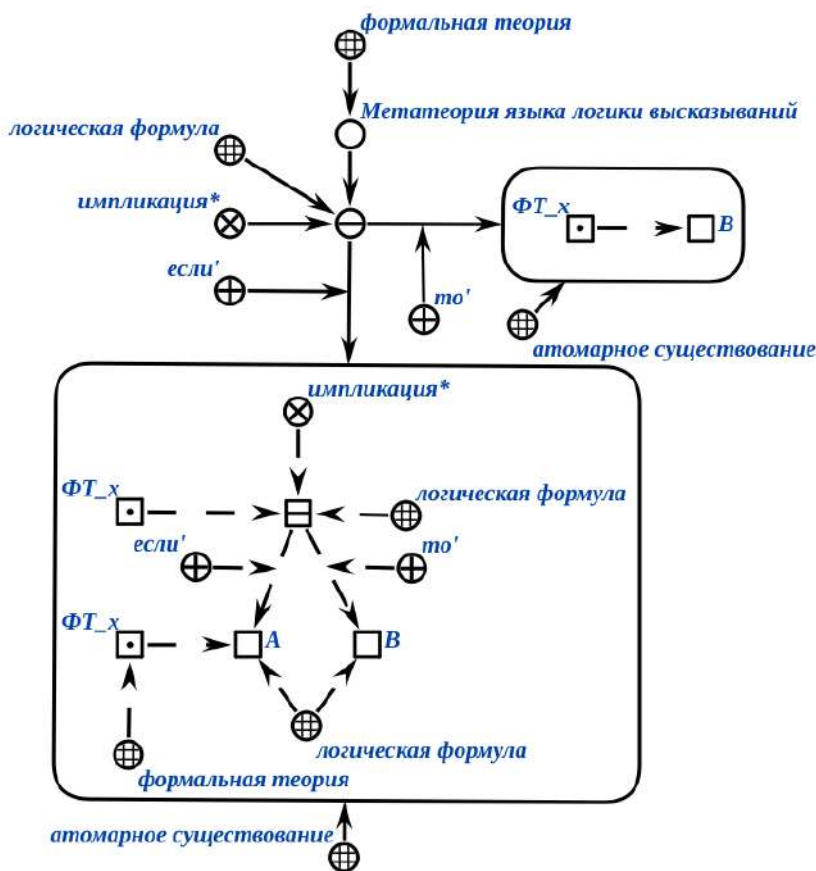 формальная теория
Метатеория языка логики высказываний
логическая формула
импликация*
ФТ_x
В
если'
то'
атомарное существование
импликация*
ФТ_x
логическая формула
если'
то'
ФТ_x
А
В
логическая формула
формальная теория
атомарное существование